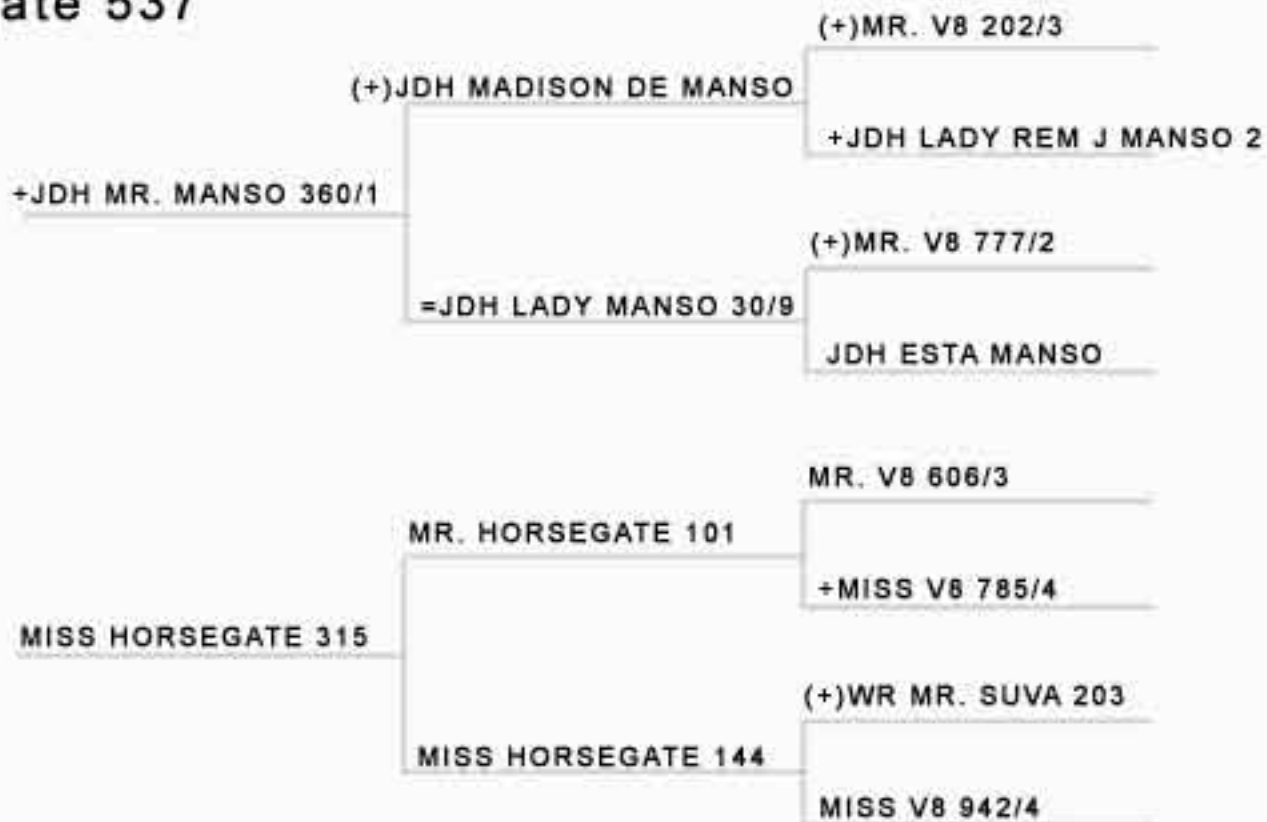 ate 537
(+)MR. V8 202/3
(+)JDH MADISON DE MANSO
+JDH LADY REM J MANSO 2
+JDH MR. MANSO 360/1
(+)MR. V8 777/2
=JDH LADY MANSO 30/9
JDH ESTA MANSO
MR. V8 606/3
MR. HORSEGATE 101
+MISS V8 785/4
MISS HORSEGATE 315
(+)WR MR. SUVA 203
MISS HORSEGATE 144
MISS V8 942/4